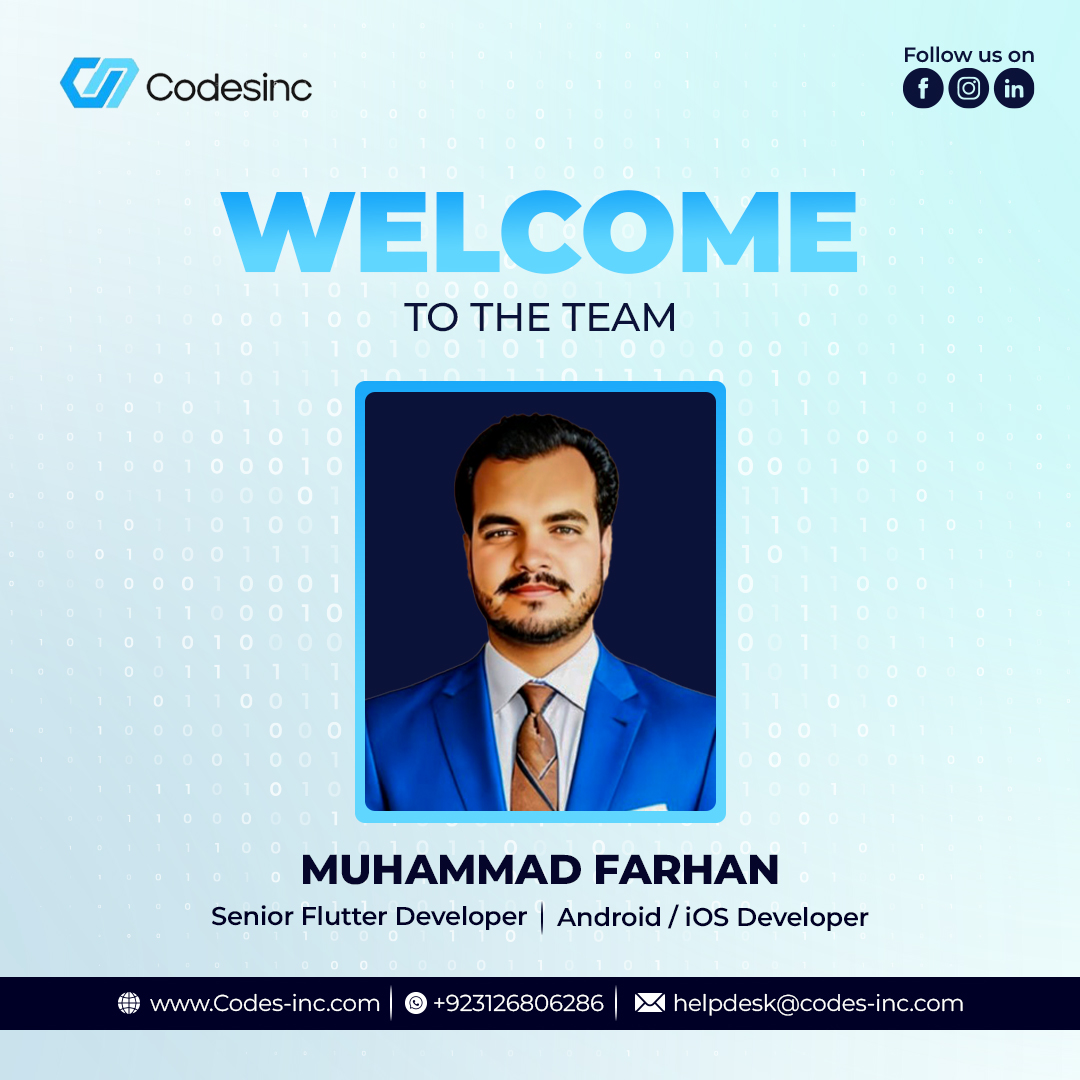 Codesinc
Follow us on
WELCOME
TO THE TEAM
MUHAMMAD FARHAN
Senior Flutter Developer | Android / iOS Developer
www.Codes-inc.com | +923126806286 | helpdesk@codes-inc.com